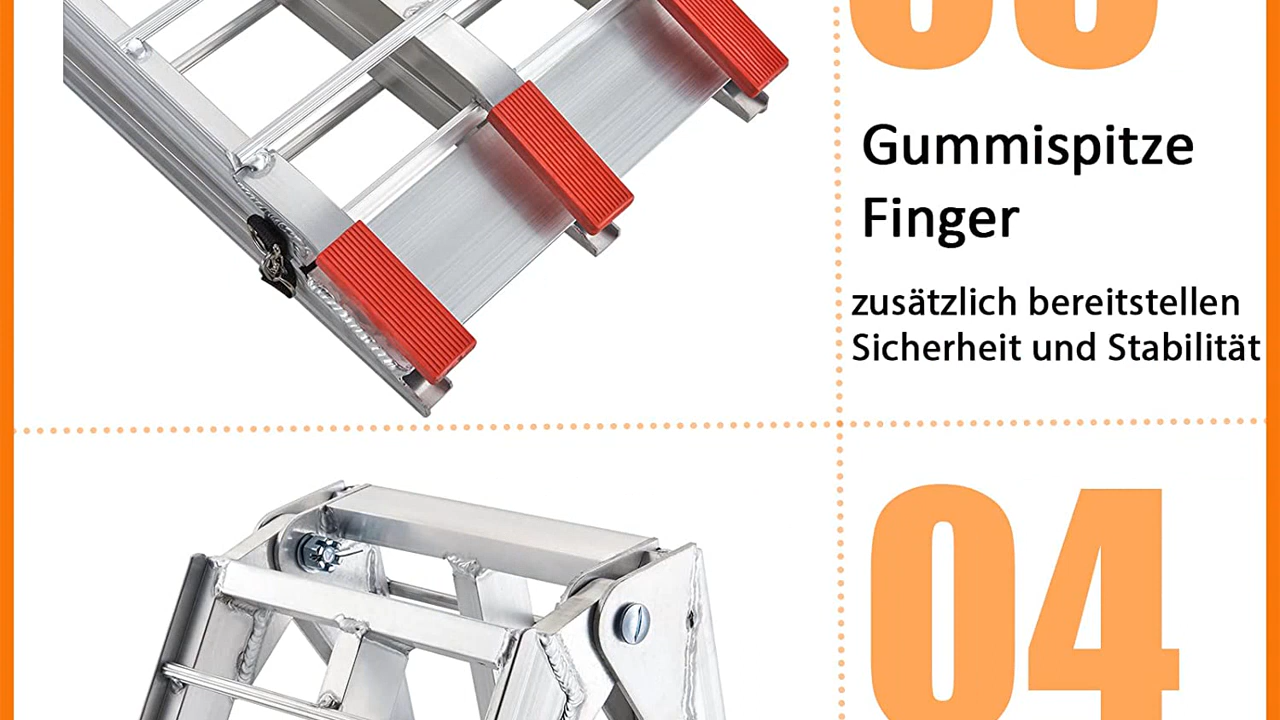 Gummispitze
Finger
zusätzlich bereitstellen
Sicherheit und Stabilität
04